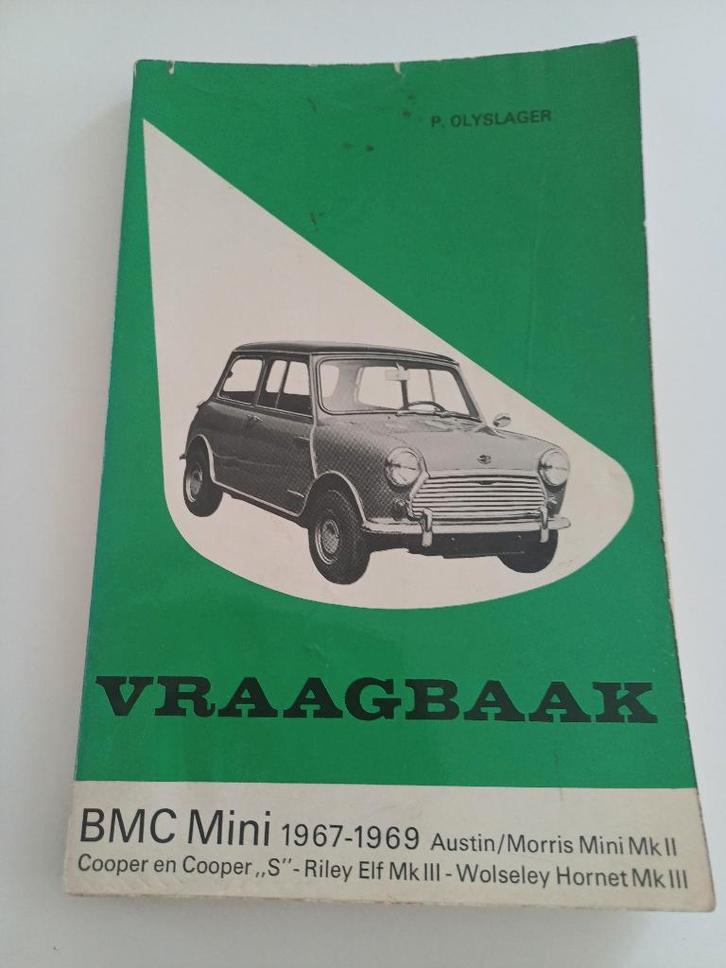 P. OLYSLAGER
VRAAGBAAK
BMC Mini 1967-1969 Austin/Morris Mini Mk II
Cooper en Cooper „S” - Riley Elf Mk III - Wolseley Hornet Mk III